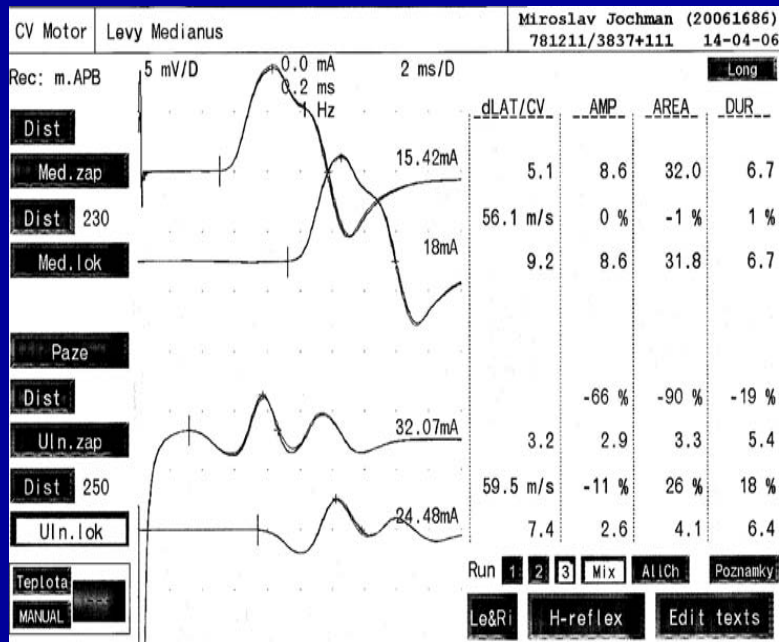 CV Motor Levy Medianus Miroslav Jochman (20061686)
781211/3837+111 14-04-06
Rec: m.APB 5 mV/D 0.0 mA 2 ms/D Long
0.2 ms
1 Hz
dLAT/CV AMP AREA DUR
Dist
Med.zap 15.42mA 5.1 8.6 32.0 6.7
Dist 230 56.1 m/s 0 % -1 % 1 %
Med.lok 18mA 9.2 8.6 31.8 6.7
Paze
Dist -66 % -90 % -19 %
Uln.zap 32.07mA 3.2 2.9 3.3 5.4
Dist 250 59.5 m/s -11 % 26 % 18 %
Uln.lok 24.48mA 7.4 2.6 4.1 6.4
Run 1 2 3 Mix AllCh Poznamky
Teplota ---
MANUAL
Le&Ri H-reflex Edit texts